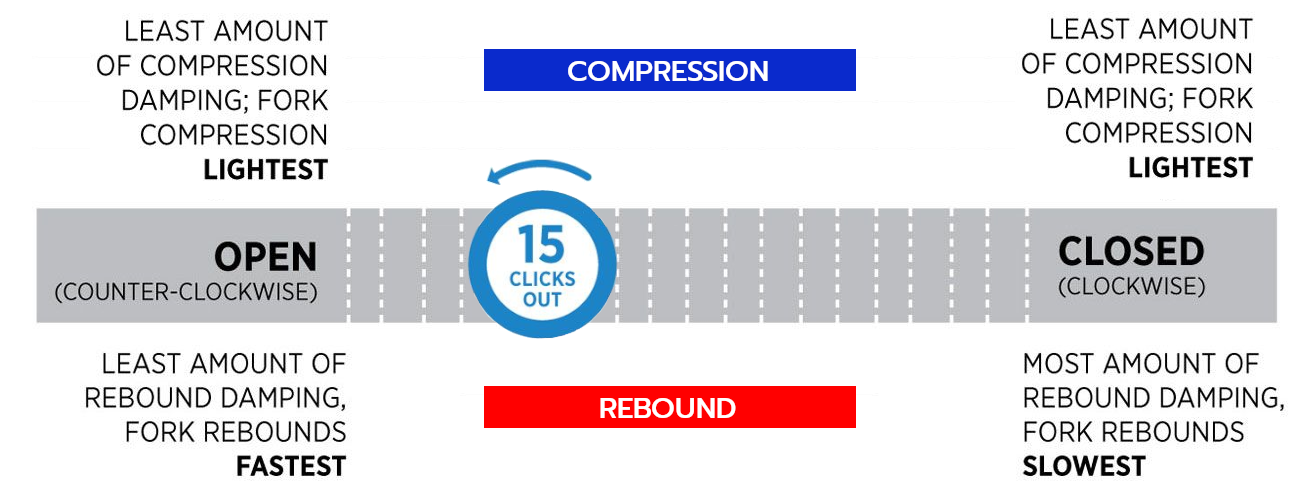 LEAST AMOUNT
OF COMPRESSION
DAMPING; FORK
COMPRESSION
LIGHTEST
COMPRESSION
LEAST AMOUNT
OF COMPRESSION
DAMPING; FORK
COMPRESSION
LIGHTEST
OPEN
(COUNTER-CLOCKWISE)
15
CLICKS
OUT
CLOSED
(CLOCKWISE)
LEAST AMOUNT OF
REBOUND DAMPING,
FORK REBOUNDS
FASTEST
REBOUND
MOST AMOUNT OF
REBOUND DAMPING,
FORK REBOUNDS
SLOWEST